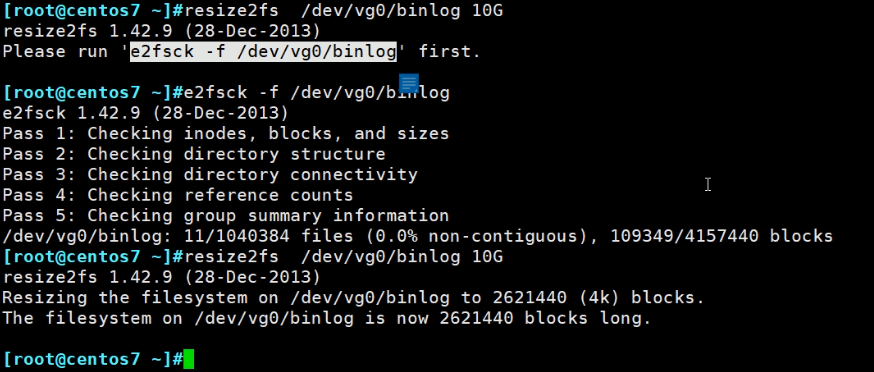 [root@centos7 ~]#resize2fs  /dev/vg0/binlog 10G
resize2fs 1.42.9 (28-Dec-2013)
Please run 'e2fsck -f /dev/vg0/binlog' first.
[root@centos7 ~]#e2fsck -f /dev/vg0/binlog
e2fsck 1.42.9 (28-Dec-2013)
Pass 1: Checking inodes, blocks, and sizes
Pass 2: Checking directory structure
Pass 3: Checking directory connectivity
Pass 4: Checking reference counts
Pass 5: Checking group summary information
/dev/vg0/binlog: 11/1040384 files (0.0% non-contiguous), 109349/4157440 blocks
[root@centos7 ~]#resize2fs  /dev/vg0/binlog 10G
resize2fs 1.42.9 (28-Dec-2013)
Resizing the filesystem on /dev/vg0/binlog to 2621440 (4k) blocks.
The filesystem on /dev/vg0/binlog is now 2621440 blocks long.
[root@centos7 ~]#